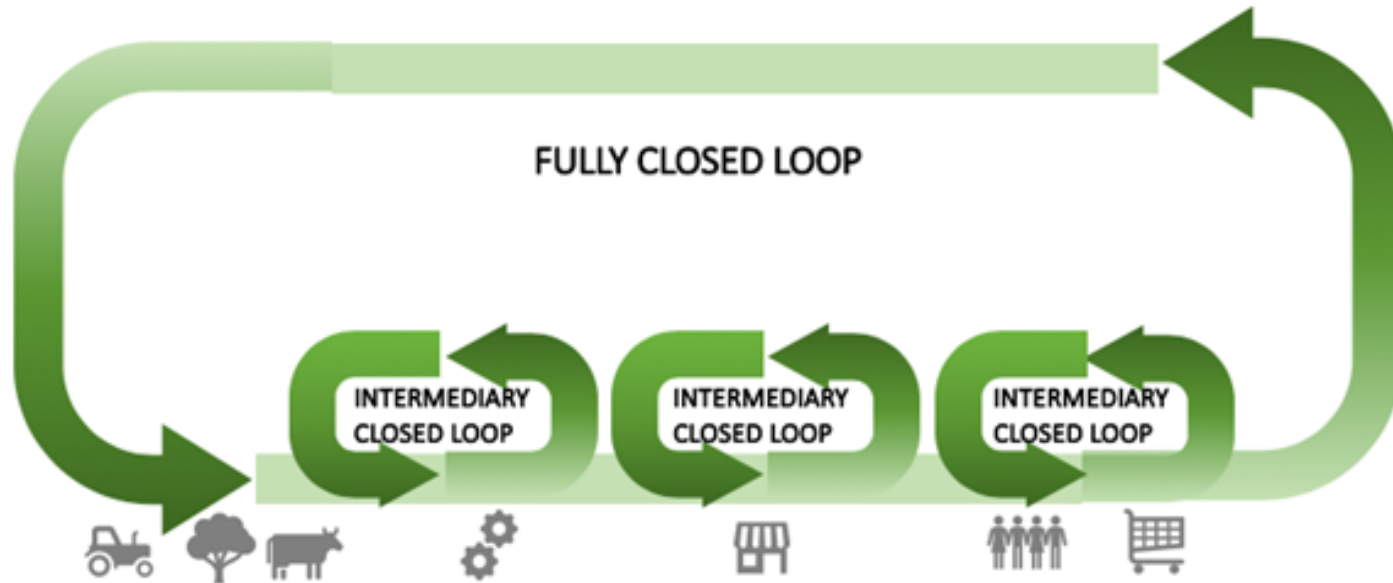 FULLY CLOSED LOOP
INTERMEDIARY
CLOSED LOOP
INTERMEDIARY
CLOSED LOOP
INTERMEDIARY
CLOSED LOOP